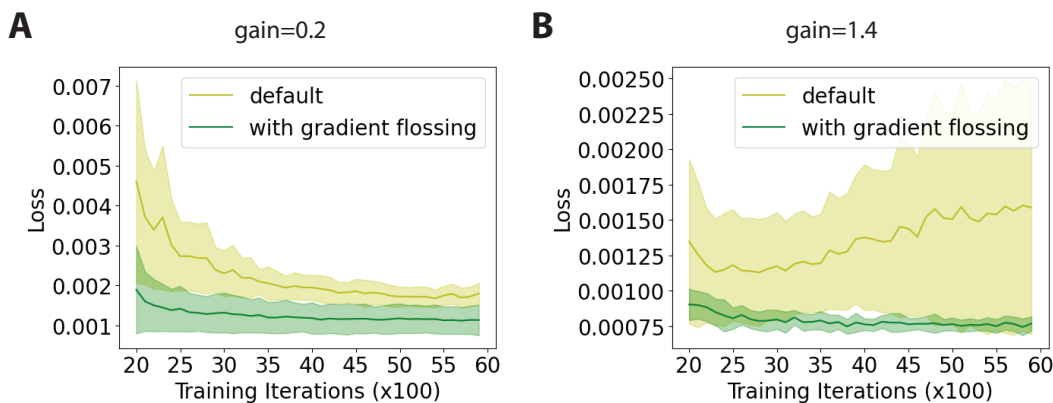 A
gain=0.2
0.007
0.006
0.005
0.004
0.003
0.002
0.001
Loss
default
with gradient flossing
20 25 30 35 40 45 50 55 60
Training Iterations (x100)
B
gain=1.4
0.00250
0.00225
0.00200
0.00175
0.00150
0.00125
0.00100
0.00075
Loss
default
with gradient flossing
20 25 30 35 40 45 50 55 60
Training Iterations (x100)